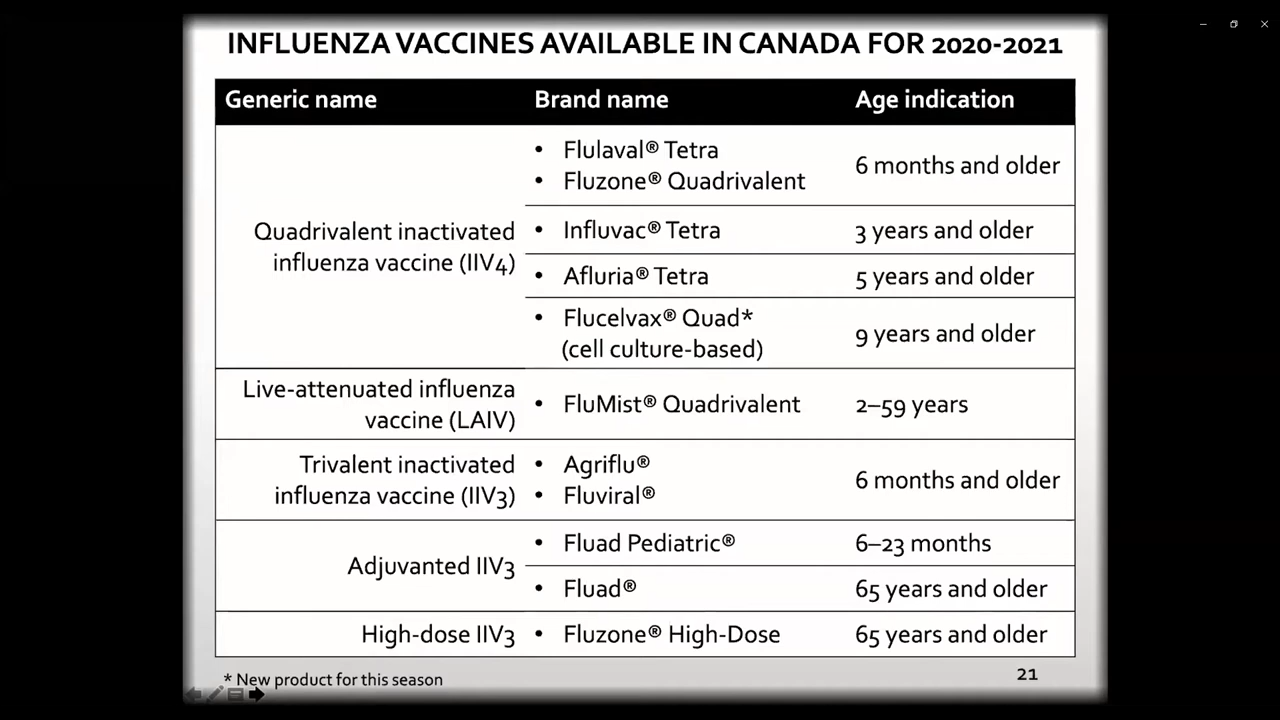 INFLUENZA VACCINES AVAILABLE IN CANADA FOR 2020-2021
Generic name Brand name Age indication
Quadrivalent inactivated
influenza vaccine (IIV4)
• Flulaval® Tetra
• Fluzone® Quadrivalent
6 months and older
• Influvac® Tetra 3 years and older
• Afluria® Tetra 5 years and older
• Flucelvax® Quad*
(cell culture-based)
9 years and older
Live-attenuated influenza
vaccine (LAIV)
• FluMist® Quadrivalent 2–59 years
Trivalent inactivated
influenza vaccine (IIV3)
• Agriflu®
• Fluviral®
6 months and older
Adjuvanted IIV3
• Fluad Pediatric® 6–23 months
• Fluad® 65 years and older
High-dose IIV3 • Fluzone® High-Dose 65 years and older
* New product for this season
21